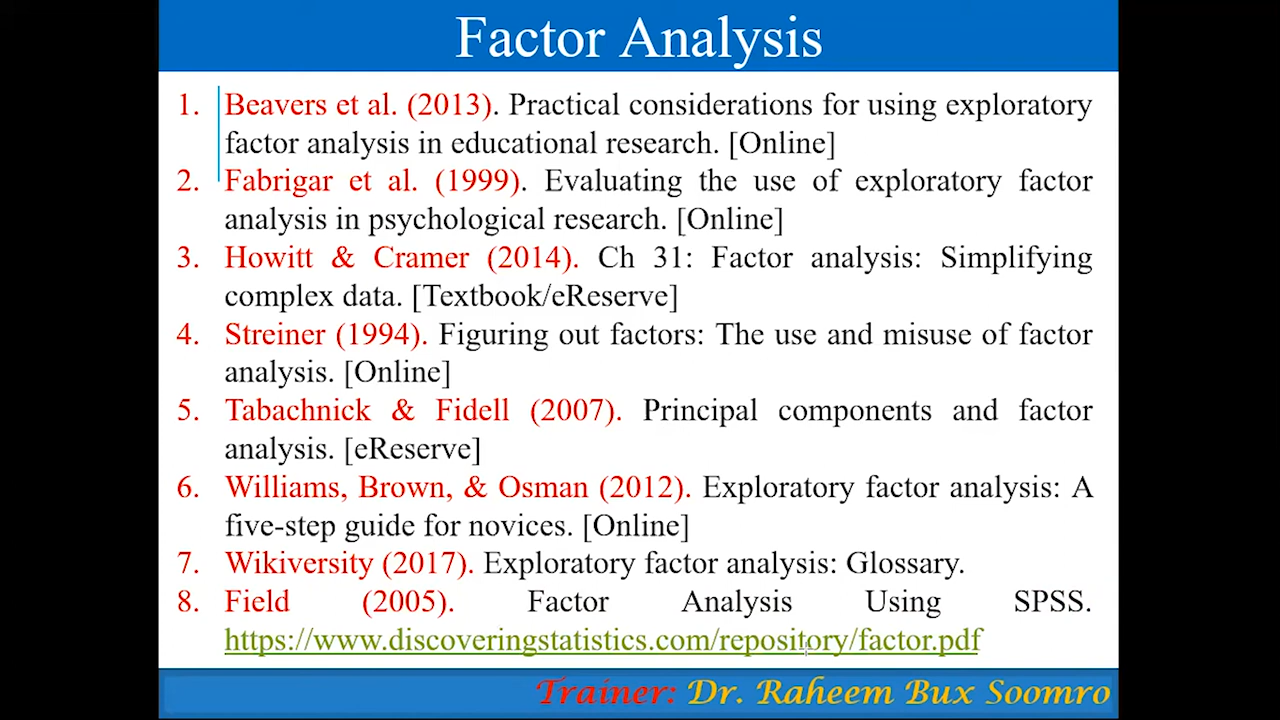 Factor Analysis
1. Beavers et al. (2013). Practical considerations for using exploratory
factor analysis in educational research. [Online]
2. Fabrigar et al. (1999). Evaluating the use of exploratory factor
analysis in psychological research. [Online]
3. Howitt & Cramer (2014). Ch 31: Factor analysis: Simplifying
complex data. [Textbook/eReserve]
4. Streiner (1994). Figuring out factors: The use and misuse of factor
analysis. [Online]
5. Tabachnick & Fidell (2007). Principal components and factor
analysis. [eReserve]
6. Williams, Brown, & Osman (2012). Exploratory factor analysis: A
five-step guide for novices. [Online]
7. Wikiversity (2017). Exploratory factor analysis: Glossary.
8. Field (2005). Factor Analysis Using SPSS.
https://www.discoveringstatistics.com/repository/factor.pdf
Trainer: Dr. Raheem Bux Soomro